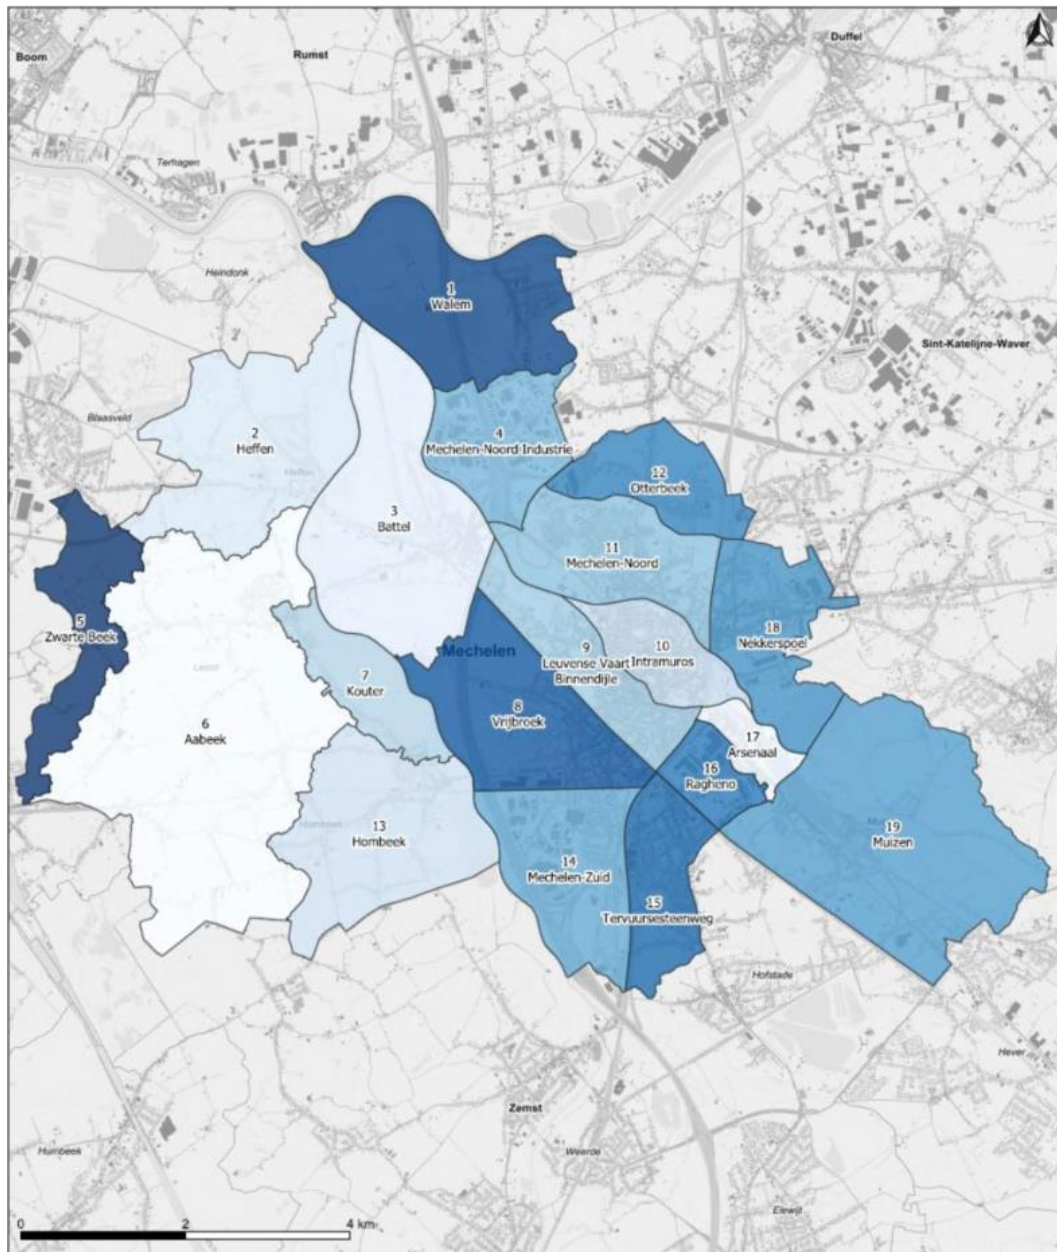 Duffel
Boom
Rumst
Terhagen
Heindonk
1
Walem
Sint-Katelijne-Waver
Blaasveld
2
Heffen
4
Mechelen-Noord Industrie
12
Otterbeek
3
Battel
11
Mechelen-Noord
5
Zwarte Beek
18
Nekkerspoel
10
Intramuros
9
Leuvense Vaart
Binnendijle
Mechelen
7
Kouter
Leest
6
Aabeek
8
Vrijbroek
17
Arsenaal
16
Ragheno
13
Hombeek
Hombeek
19
Muizen
14
Mechelen-Zuid
15
Tervuursesteenweg
Hofstade
Hever
Zemst
Humbeek
Weerde
Elewijt
0 2 4 km